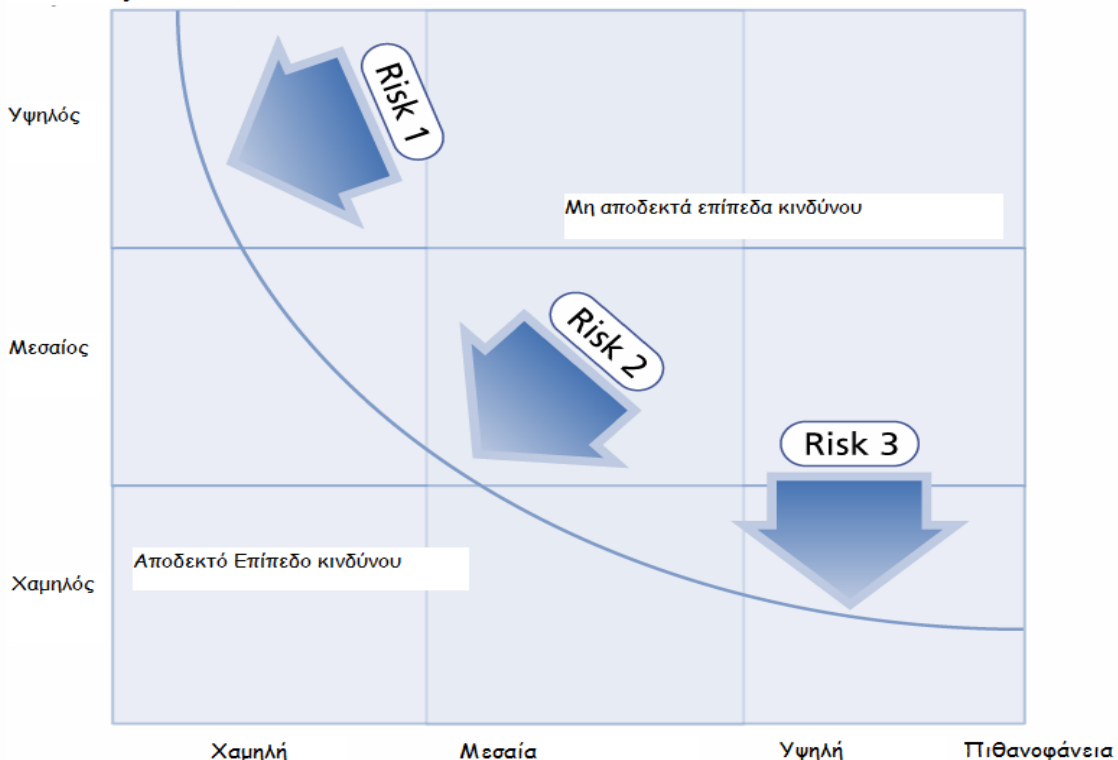 Υψηλός
Risk 1
Μη αποδεκτά επίπεδα κινδύνου
Μεσαίος
Risk 2
Risk 3
Αποδεκτό Επίπεδο κινδύνου
Χαμηλός
Χαμηλή Μεσαία Υψηλή Πιθανοφάνεια